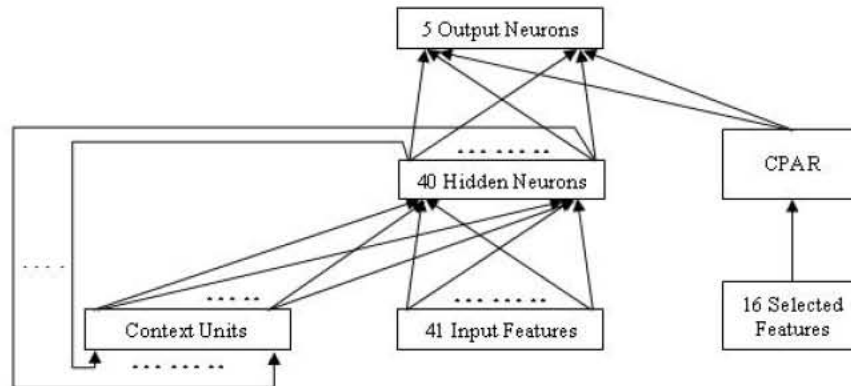 5 Output Neurons
40 Hidden Neurons
CPAR
Context Units
41 Input Features
16 Selected
Features